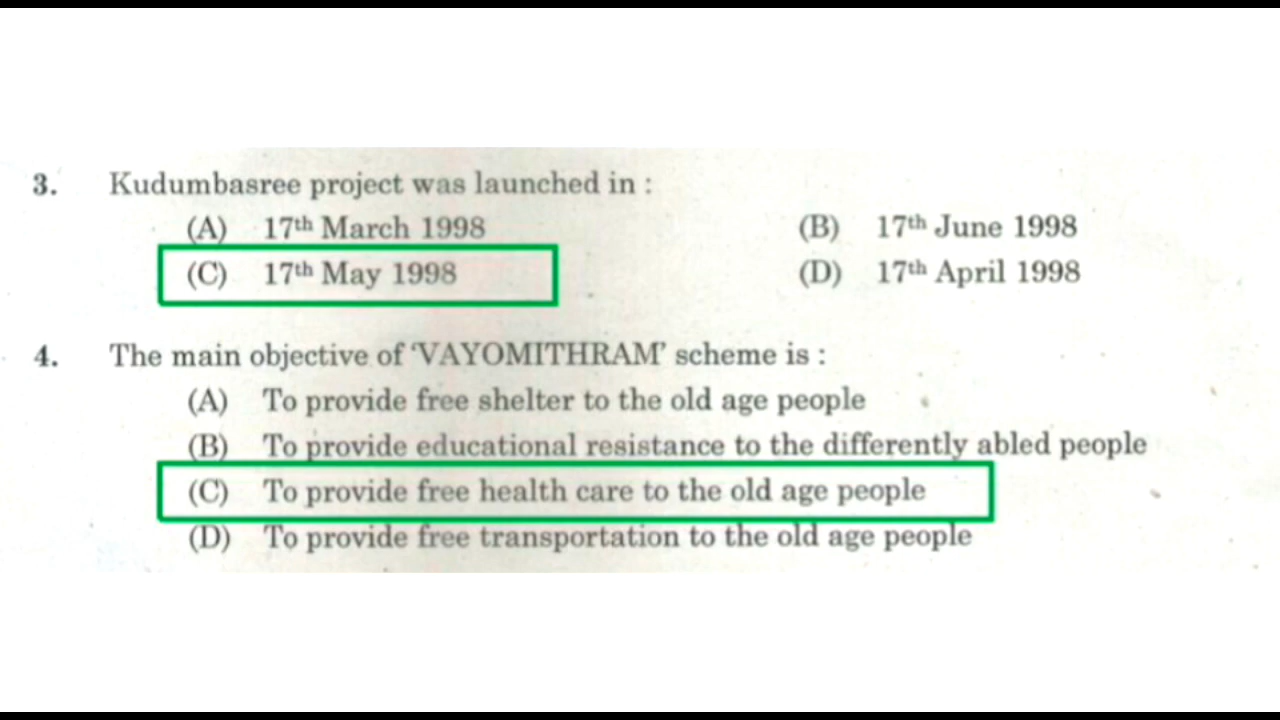 3. Kudumbasree project was launched in :
(A) 17th March 1998 (B) 17th June 1998
(C) 17th May 1998 (D) 17th April 1998
4. The main objective of ‘VAYOMITHRAM’ scheme is :
(A) To provide free shelter to the old age people
(B) To provide educational resistance to the differently abled people
(C) To provide free health care to the old age people
(D) To provide free transportation to the old age people